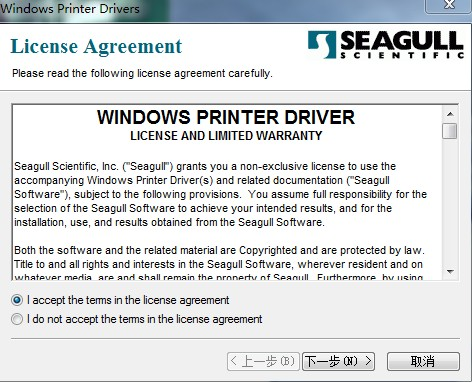 Windows Printer Drivers
License Agreement
SEAGULL
SCIENTIFIC
Please read the following license agreement carefully.
WINDOWS PRINTER DRIVER
LICENSE AND LIMITED WARRANTY
Seagull Scientific, Inc. ("Seagull") grants you a non-exclusive license to use the
accompanying Windows Printer Driver(s) and related documentation ("Seagull
Software"), subject to the following provisions. You assume full responsibility for the
selection of the Seagull Software to achieve your intended results, and for the
installation, use, and results obtained from the Seagull Software.
Both the software and the related material are Copyrighted and are protected by law.
Title to and all rights and interests in the Seagull Software, wherever resident and on
whatever media, are and shall remain the property of Seagull. Furthermore, by using
I accept the terms in the license agreement
I do not accept the terms in the license agreement
< 上一步(B) 下一步(N) > 取消